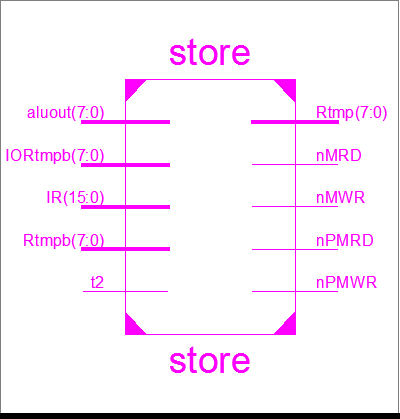 store
aluout(7:0) Rtmp(7:0)
IORtmpb(7:0) nMRD
IR(15:0) nMWR
Rtmpb(7:0) nPMRD
t2 nPMWR
store